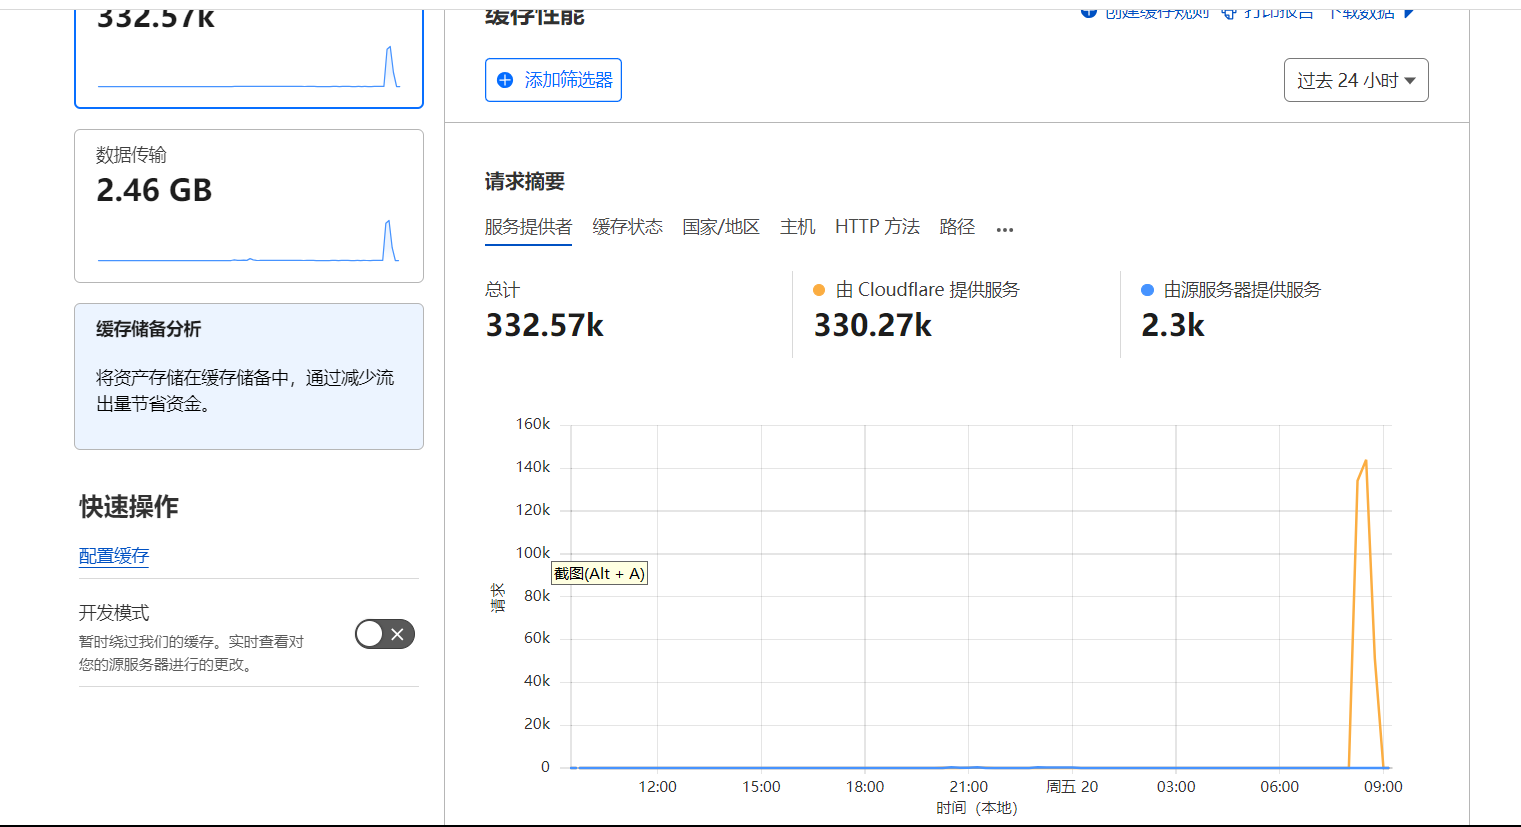 332.57k
数据传输
2.46 GB
缓存储备分析
将资产存储在缓存储备中，通过减少流
出量节省资金。
快速操作
配置缓存
开发模式
暂时绕过我们的缓存。实时查看对
您的源服务器进行的更改。
缓存性能
创建缓存规则 打印报告 下载数据
添加筛选器
过去 24 小时
请求摘要
服务提供者 缓存状态 国家/地区 主机 HTTP 方法 路径 ...
总计
332.57k
由 Cloudflare 提供服务
330.27k
由源服务器提供服务
2.3k
160k
140k
120k
100k
80k
60k
40k
20k
0
请求
截图(Alt + A)
12:00 15:00 18:00 21:00 周五 20 03:00 06:00 09:00
时间（本地）